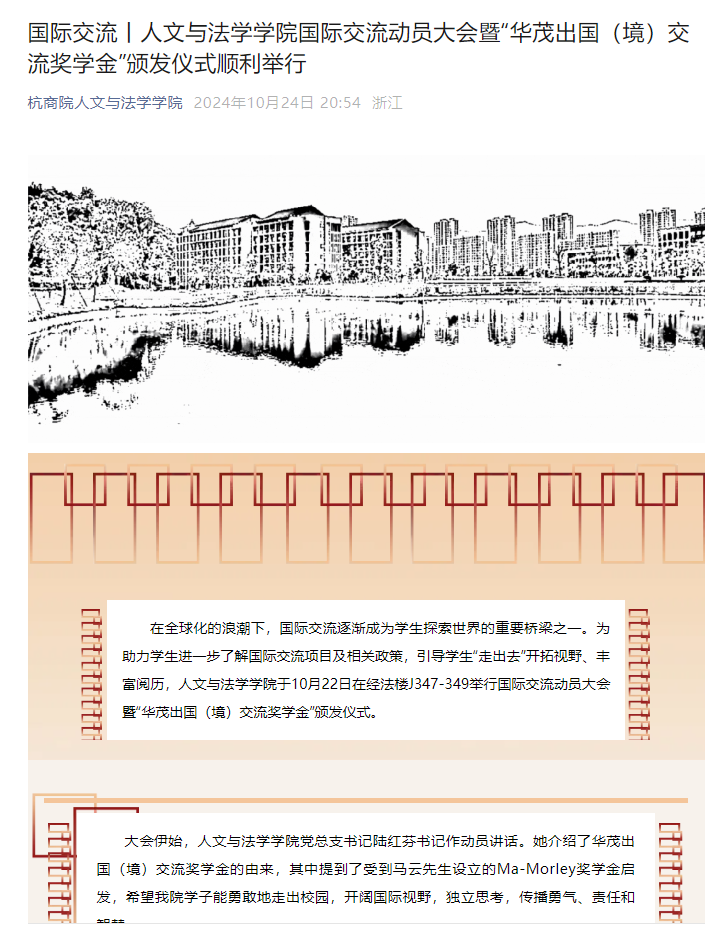 国际交流丨人文与法学学院国际交流动员大会暨“华茂出国（境）交
流奖学金”颁发仪式顺利举行
杭商院人文与法学学院 2024年10月24日 20:54 浙江
在全球化的浪潮下，国际交流逐渐成为学生探索世界的重要桥梁之一。为
助力学生进一步了解国际交流项目及相关政策，引导学生“走出去”开拓视野、丰
富阅历，人文与法学学院于10月22日在经法楼J347-349举行国际交流动员大会
暨“华茂出国（境）交流奖学金”颁发仪式。
大会伊始，人文与法学学院党总支书记陆红芬书记作动员讲话。她介绍了华茂出
国（境）交流奖学金的由来，其中提到了受到马云先生设立的Ma-Morley奖学金启
发，希望我院学子能勇敢地走出校园，开阔国际视野，独立思考，传播勇气、责任和